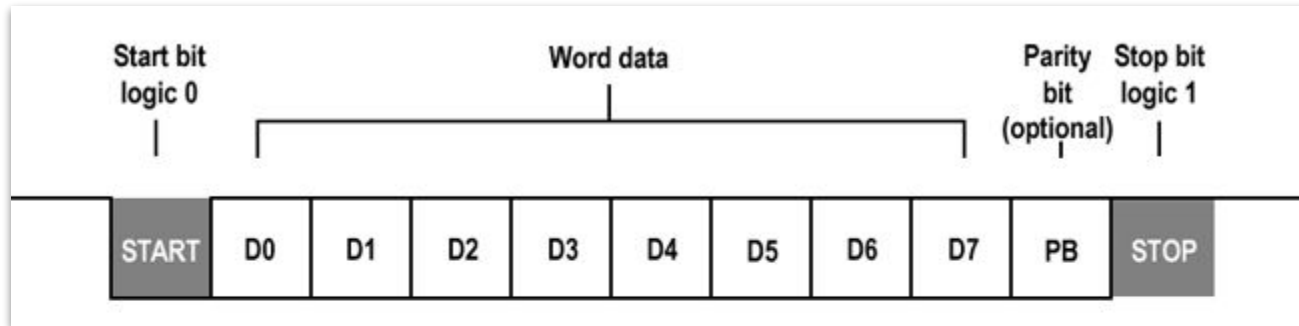 Start bit
logic 0
Word data
Parity
bit
(optional)
Stop bit
logic 1
START D0 D1 D2 D3 D4 D5 D6 D7 PB STOP